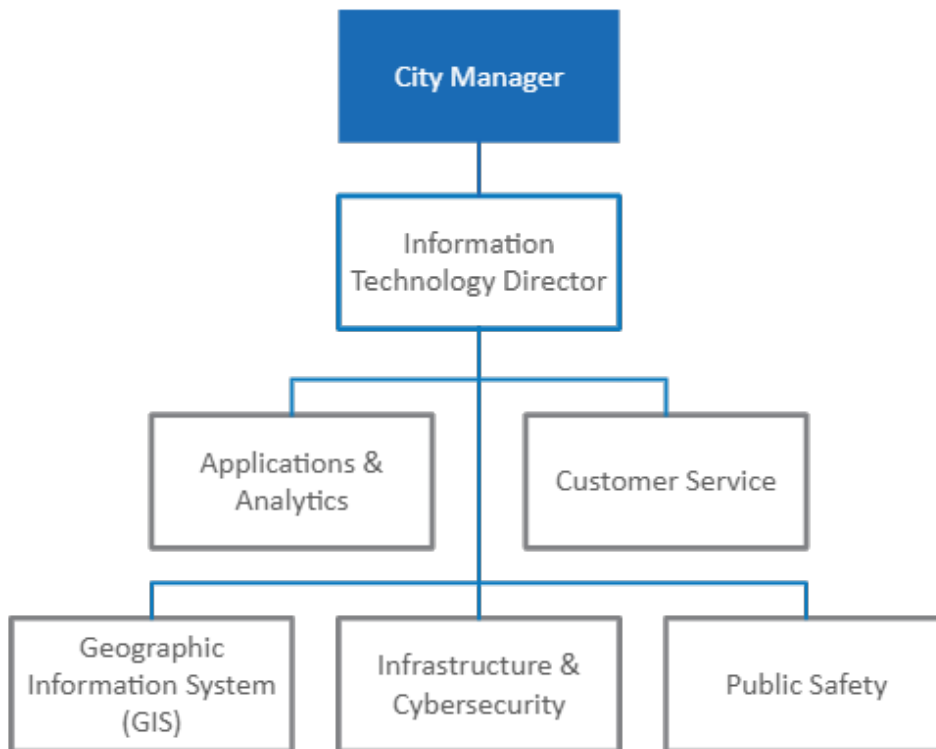 City Manager
Information
Technology Director
Applications &
Analytics
Customer Service
Geographic
Information System
(GIS)
Infrastructure &
Cybersecurity
Public Safety